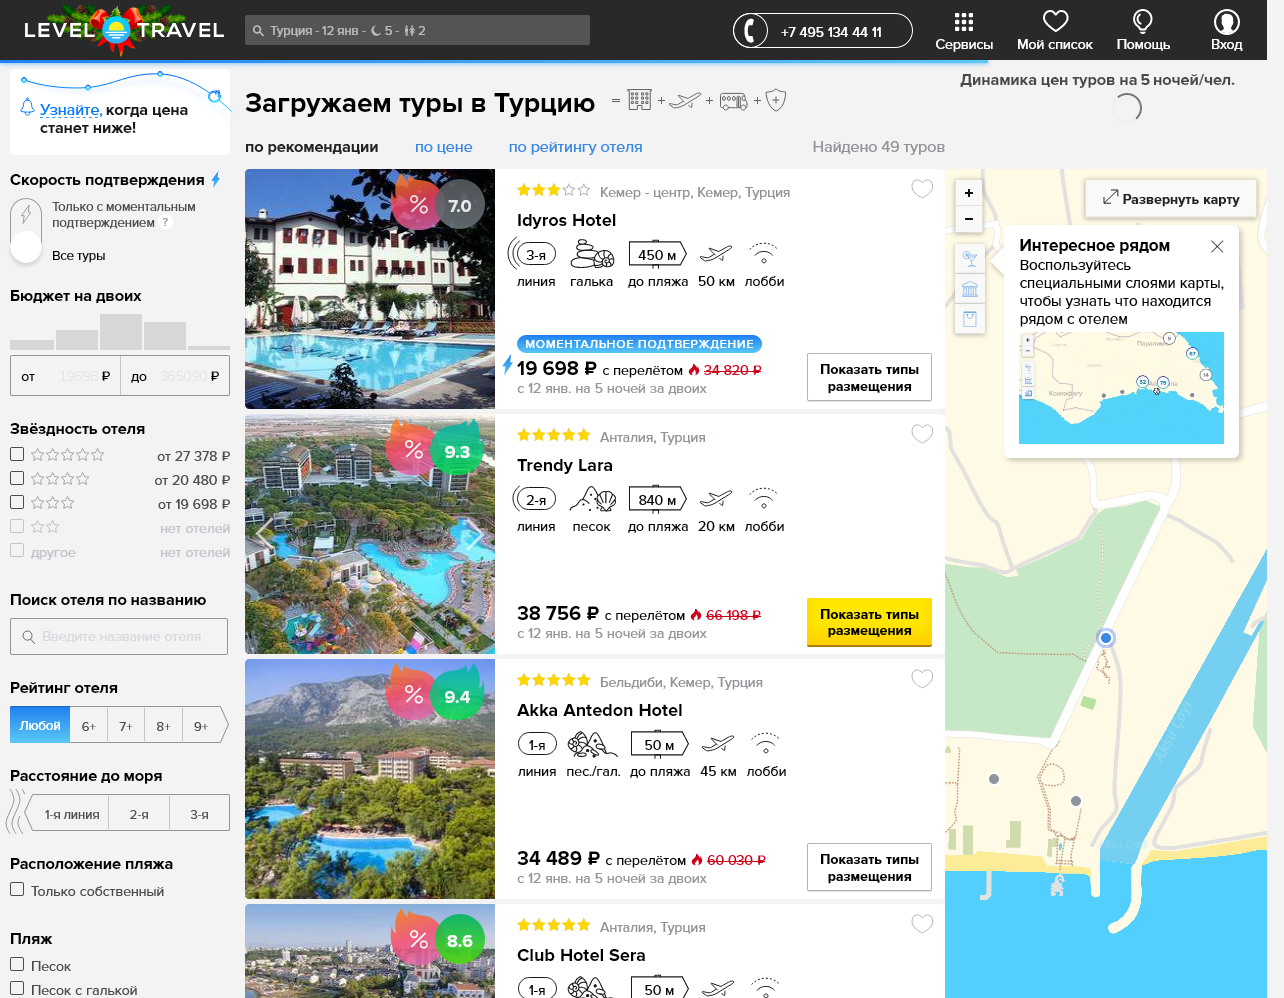 LEVEL TRAVEL
Турция - 12 янв - 5 - 2
+7 495 134 44 11
Сервисы
Мой список
Помощь
Вход
Узнайте, когда цена
станет ниже!
Скорость подтверждения
Только с моментальным
подтверждением ?
Все туры
Бюджет на двоих
от 19698 ₽ до 365090 ₽
Звёздность отеля
от 27 378 ₽
от 20 480 ₽
от 19 698 ₽
нет отелей
другое нет отелей
Поиск отеля по названию
Введите название отеля
Рейтинг отеля
Любой 6+ 7+ 8+ 9+
Расстояние до моря
1-я линия 2-я 3-я
Расположение пляжа
Только собственный
Пляж
Песок
Песок с галькой
Загружаем туры в Турцию = + + +
по рекомендации по цене по рейтингу отеля Найдено 49 туров
% 7.0
Кемер - центр, Кемер, Турция
Idyros Hotel
3-я 450 м
линия галька до пляжа 50 км лобби
МОМЕНТАЛЬНОЕ ПОДТВЕРЖДЕНИЕ
19 698 ₽ с перелётом 34 820 ₽
с 12 янв. на 5 ночей за двоих
Показать типы
размещения
% 9.3
Анталия, Турция
Trendy Lara
2-я 840 м
линия песок до пляжа 20 км лобби
38 756 ₽ с перелётом 66 198 ₽
с 12 янв. на 5 ночей за двоих
Показать типы
размещения
% 9.4
Бельдиби, Кемер, Турция
Akka Antedon Hotel
1-я 50 м
линия пес./гал. до пляжа 45 км лобби
34 489 ₽ с перелётом 60 030 ₽
с 12 янв. на 5 ночей за двоих
Показать типы
размещения
% 8.6
Анталия, Турция
Club Hotel Sera
1-я 50 м
Динамика цен туров на 5 ночей/чел.
+
−
Развернуть карту
Интересное рядом
Воспользуйтесь
специальными слоями карты,
чтобы узнать что находится
рядом с отелем
Ксилофагу
52
Aksu Çayı